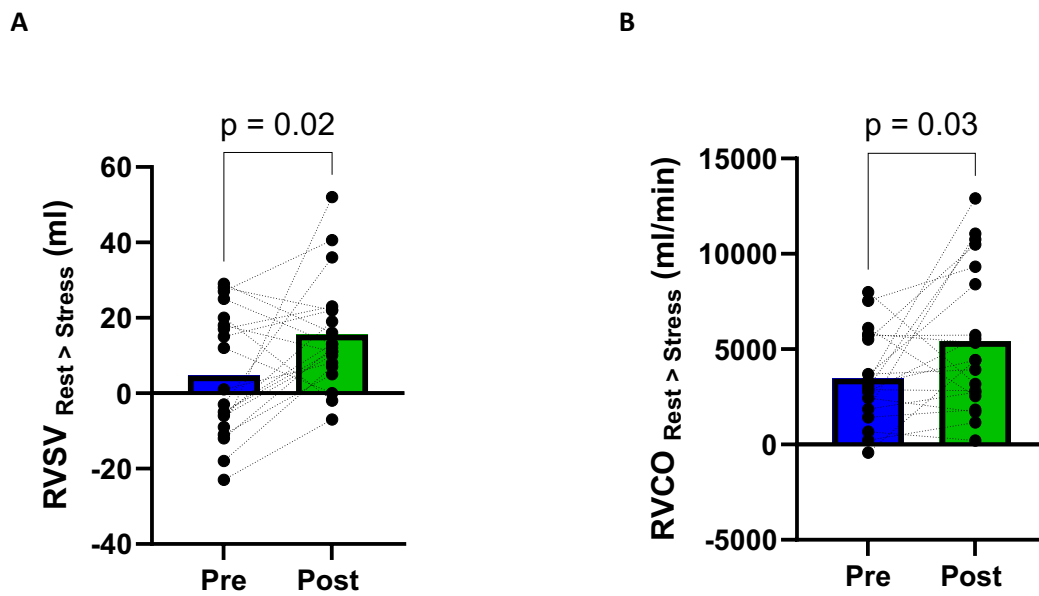 A
p = 0.02
RVSV Rest > Stress (ml)
60
40
20
0
-20
-40
Pre Post
B
p = 0.03
RVCO Rest > Stress (ml/min)
15000
10000
5000
0
-5000
Pre Post